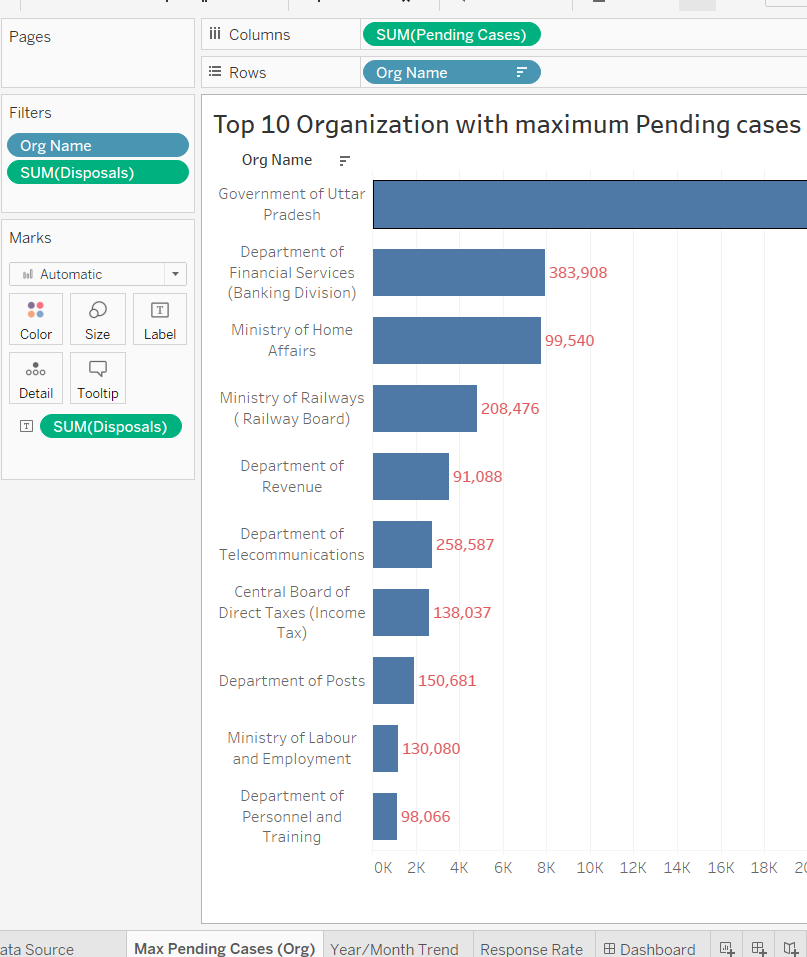 Pages
Columns
SUM(Pending Cases)
Rows
Org Name
Filters
Org Name
SUM(Disposals)
Marks
Automatic
Color
Size
T
Label
Detail
Tooltip
T
SUM(Disposals)
Top 10 Organization with maximum Pending cases
Org Name
Government of Uttar
Pradesh
Department of
Financial Services
(Banking Division)
383,908
Ministry of Home
Affairs
99,540
Ministry of Railways
( Railway Board)
208,476
Department of
Revenue
91,088
Department of
Telecommunications
258,587
Central Board of
Direct Taxes (Income
Tax)
138,037
Department of Posts
150,681
Ministry of Labour
and Employment
130,080
Department of
Personnel and
Training
98,066
0K 2K 4K 6K 8K 10K 12K 14K 16K 18K 20
ata Source Max Pending Cases (Org) Year/Month Trend Response Rate Dashboard